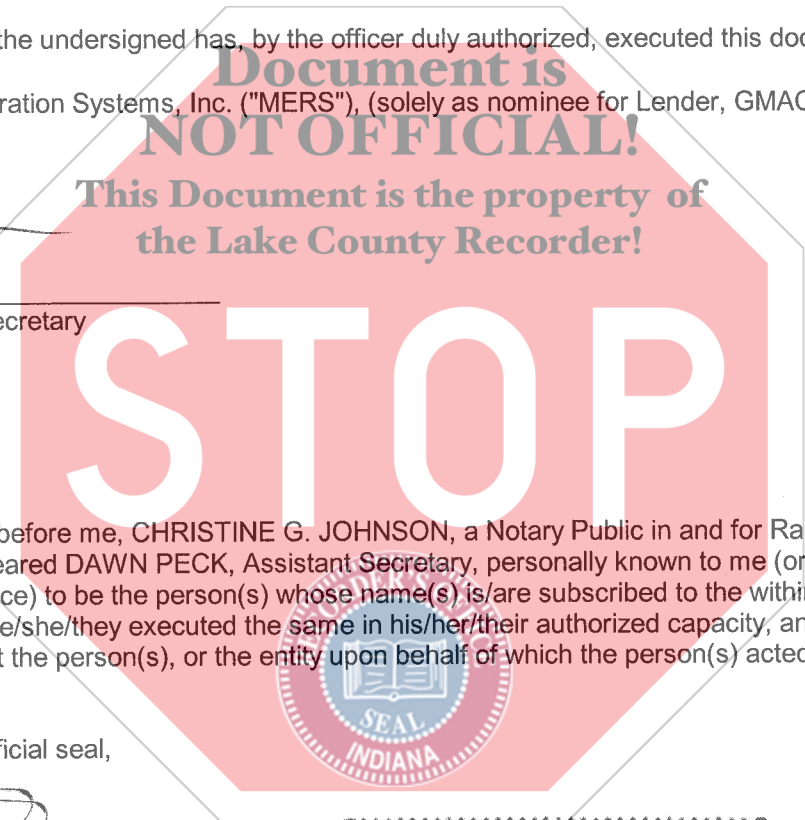 the undersigned has, by the officer duly authorized, executed this doc
Document is
ration Systems, Inc. ("MERS"), (solely as nominee for Lender, GMAC
NOT OFFICIAL!
This Document is the property of
the Lake County Recorder!
ecretary
STOP
before me, CHRISTINE G. JOHNSON, a Notary Public in and for Ra
eared DAWN PECK, Assistant Secretary, personally known to me (or
ce) to be the person(s) whose name(s) is/are subscribed to the within
e/she/they executed the same in his/her/their authorized capacity, an
t the person(s), or the entity upon behalf of which the person(s) acted
SEAL
INDIANA
ficial seal,